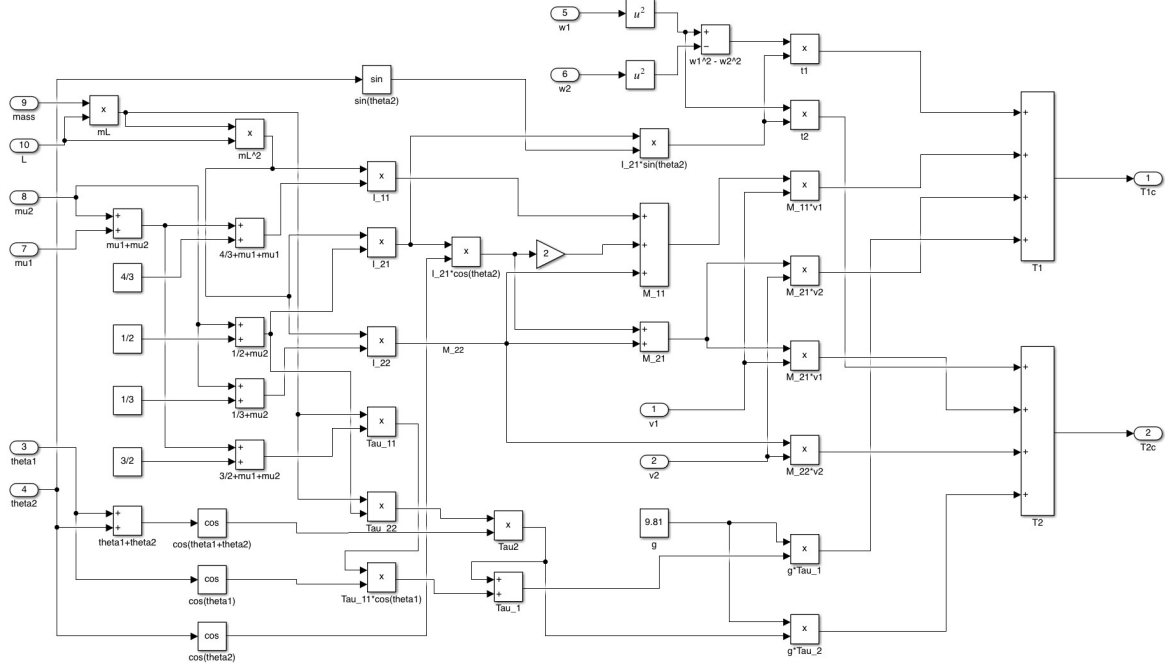 5
w1
u²
+
−
w1^2 - w2^2
6
w2
u²
x
t1
sin
sin(theta2)
9
mass
x
mL
10
L
x
mL^2
x
t2
x
I_21*sin(theta2)
8
mu2
7
mu1
+
+
mu1+mu2
4/3
+
+
4/3+mu1+mu1
x
I_11
x
I_21
x
I_21*cos(theta2)
2
+
+
+
M_11
x
M_11*v1
x
M_21*v2
+
+
+
+
T1
1
T1c
1/2
+
+
1/2+mu2
x
I_22
M_22
+
+
M_21
x
M_21*v1
1/3
+
+
1/3+mu2
x
Tau_11
1
v1
2
v2
x
M_22*v2
+
+
+
+
T2
2
T2c
3
theta1
4
theta2
3/2
+
+
3/2+mu1+mu2
x
Tau_22
x
Tau2
9.81
g
+
+
theta1+theta2
cos
cos(theta1+theta2)
cos
cos(theta1)
x
Tau_11*cos(theta1)
+
+
Tau_1
x
g*Tau_1
cos
cos(theta2)
x
g*Tau_2